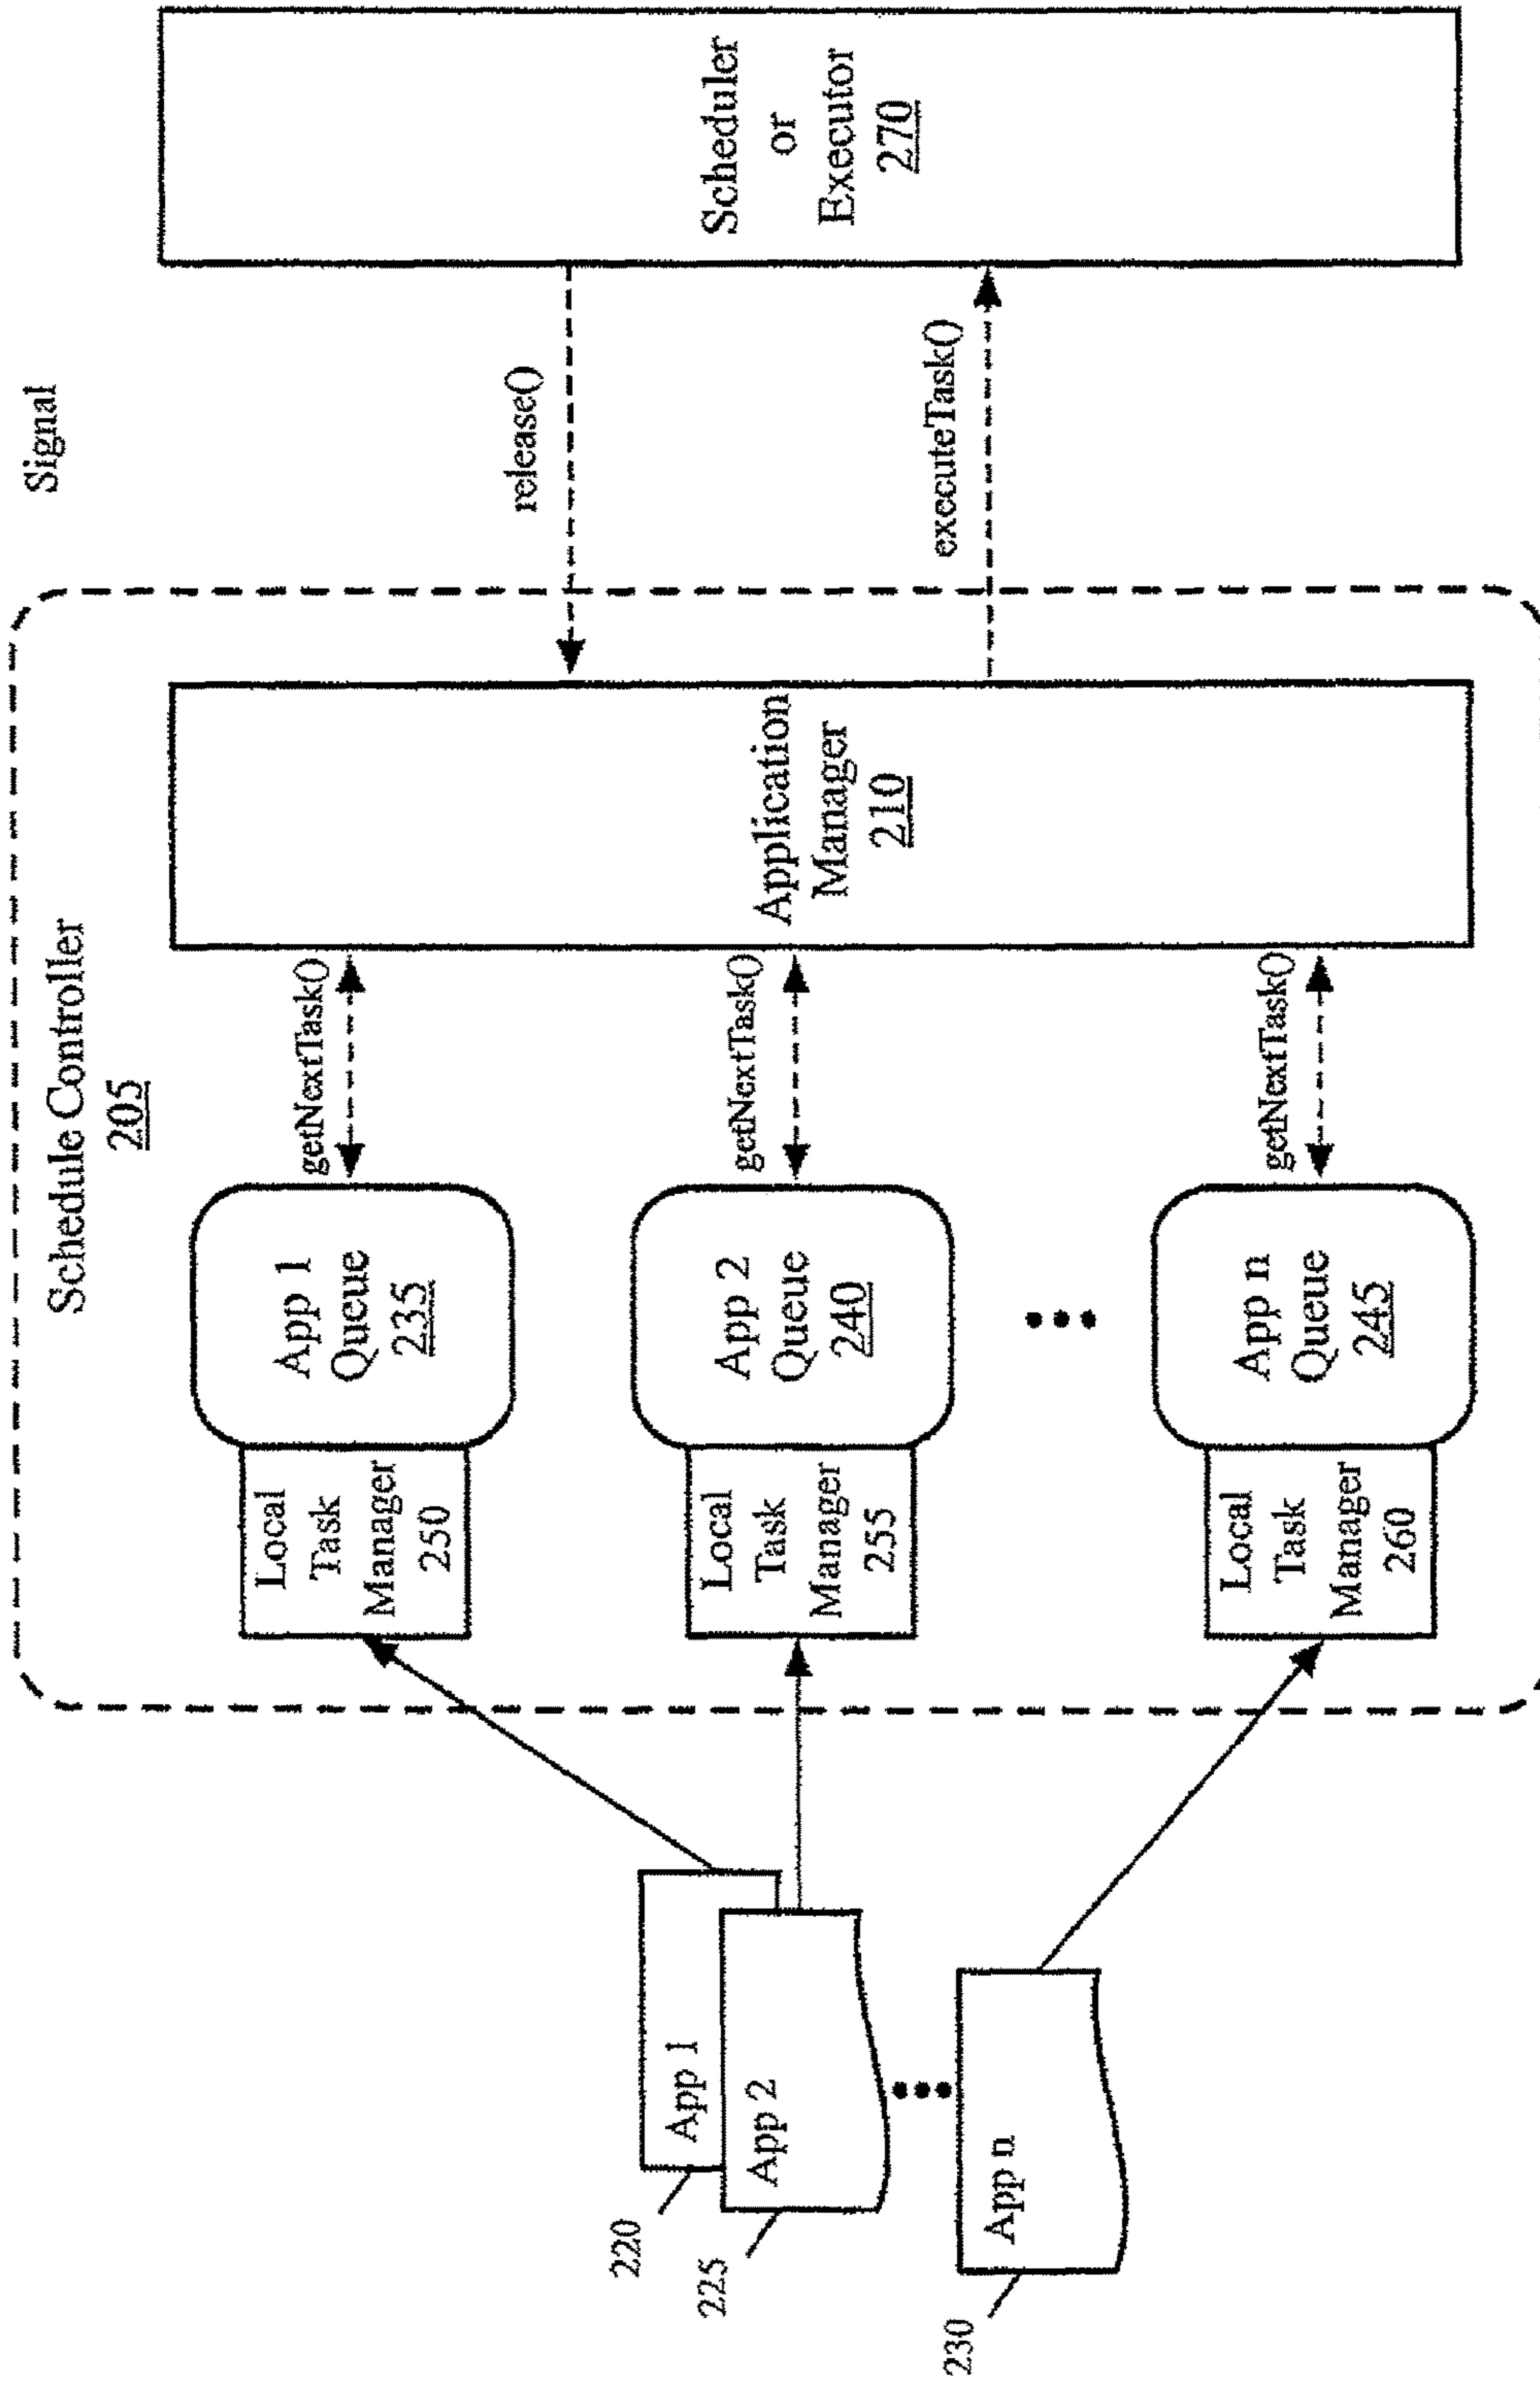 Schedule Controller
205
Signal
220
App 1
225
App 2
230
App n
Local
Task
Manager
250
App 1
Queue
235
getNextTask()
Local
Task
Manager
255
App 2
Queue
240
getNextTask()
Local
Task
Manager
260
App n
Queue
245
getNextTask()
Application
Manager
210
release()
executeTask()
Scheduler
or
Executor
270